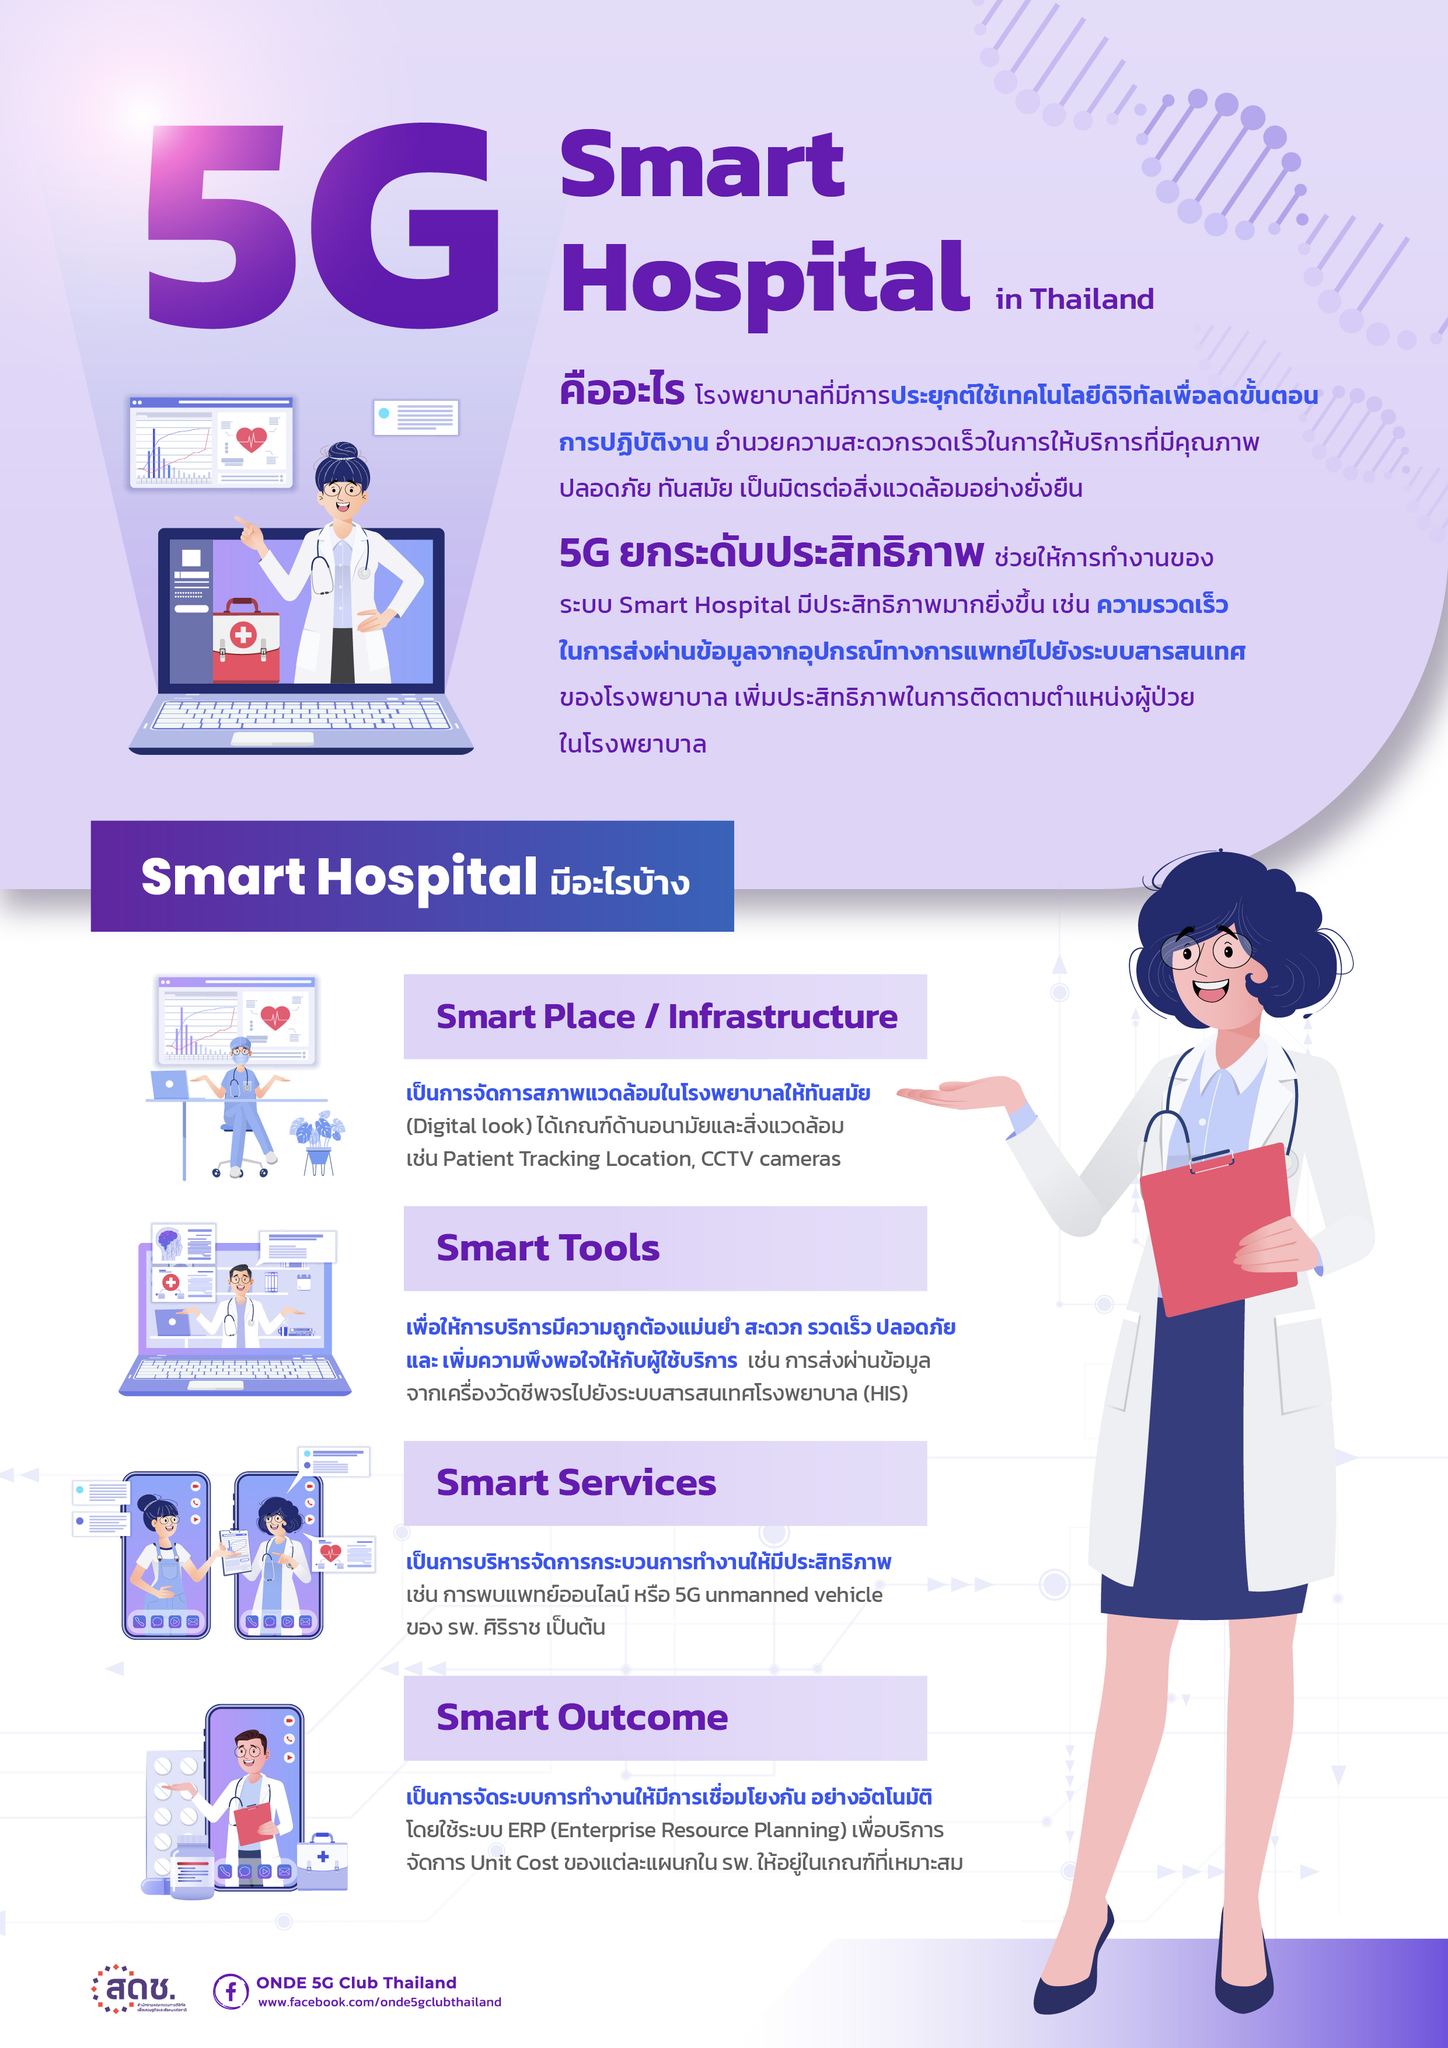 5G
Smart
Hospital in Thailand
คืออะไร โรงพยาบาลที่มีการประยุกต์ใช้เทคโนโลยีดิจิทัลเพื่อลดขั้นตอน
การปฏิบัติงาน อำนวยความสะดวกรวดเร็วในการให้บริการที่มีคุณภาพ
ปลอดภัย ทันสมัย เป็นมิตรต่อสิ่งแวดล้อมอย่างยั่งยืน
5G ยกระดับประสิทธิภาพ ช่วยให้การทำงานของ
ระบบ Smart Hospital มีประสิทธิภาพมากยิ่งขึ้น เช่น ความรวดเร็ว
ในการส่งผ่านข้อมูลจากอุปกรณ์ทางการแพทย์ไปยังระบบสารสนเทศ
ของโรงพยาบาล เพิ่มประสิทธิภาพในการติดตามตำแหน่งผู้ป่วย
ในโรงพยาบาล
Smart Hospital มีอะไรบ้าง
Smart Place / Infrastructure
เป็นการจัดการสภาพแวดล้อมในโรงพยาบาลให้ทันสมัย
(Digital look) ได้เกณฑ์ด้านอนามัยและสิ่งแวดล้อม
เช่น Patient Tracking Location, CCTV cameras
Smart Tools
เพื่อให้การบริการมีความถูกต้องแม่นยำ สะดวก รวดเร็ว ปลอดภัย
และ เพิ่มความพึงพอใจให้กับผู้ใช้บริการ เช่น การส่งผ่านข้อมูล
จากเครื่องวัดชีพจรไปยังระบบสารสนเทศโรงพยาบาล (HIS)
Smart Services
เป็นการบริหารจัดการกระบวนการทำงานให้มีประสิทธิภาพ
เช่น การพบแพทย์ออนไลน์ หรือ 5G unmanned vehicle
ของ รพ. ศิริราช เป็นต้น
Smart Outcome
เป็นการจัดระบบการทำงานให้มีการเชื่อมโยงกัน อย่างอัตโนมัติ
โดยใช้ระบบ ERP (Enterprise Resource Planning) เพื่อบริการ
จัดการ Unit Cost ของแต่ละแผนกใน รพ. ให้อยู่ในเกณฑ์ที่เหมาะสม
สดช.
ONDE 5G Club Thailand
www.facebook.com/onde5gclubthailand